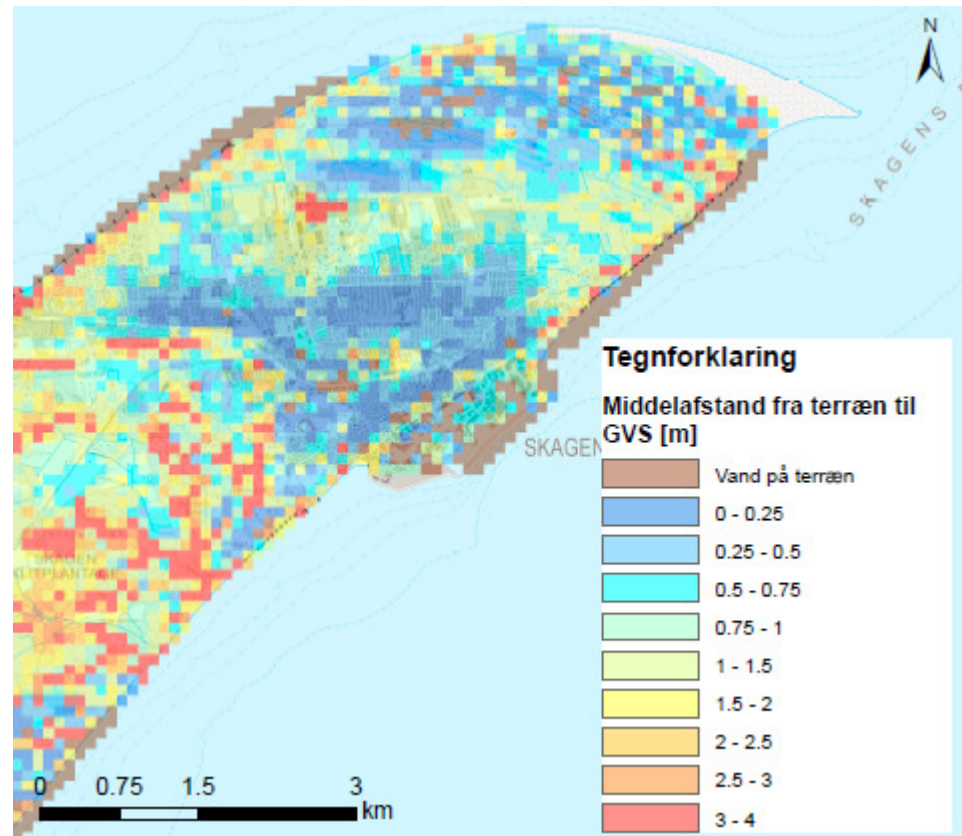 N
SKAGENS
SKAGEN
Tegnforklaring
Middelafstand fra terræn til
GVS [m]
Vand på terræn
0 - 0.25
0.25 - 0.5
0.5 - 0.75
0.75 - 1
1 - 1.5
1.5 - 2
2 - 2.5
2.5 - 3
3 - 4
SKAGEN
KLITPLANTAGE
0 0.75 1.5 3
km